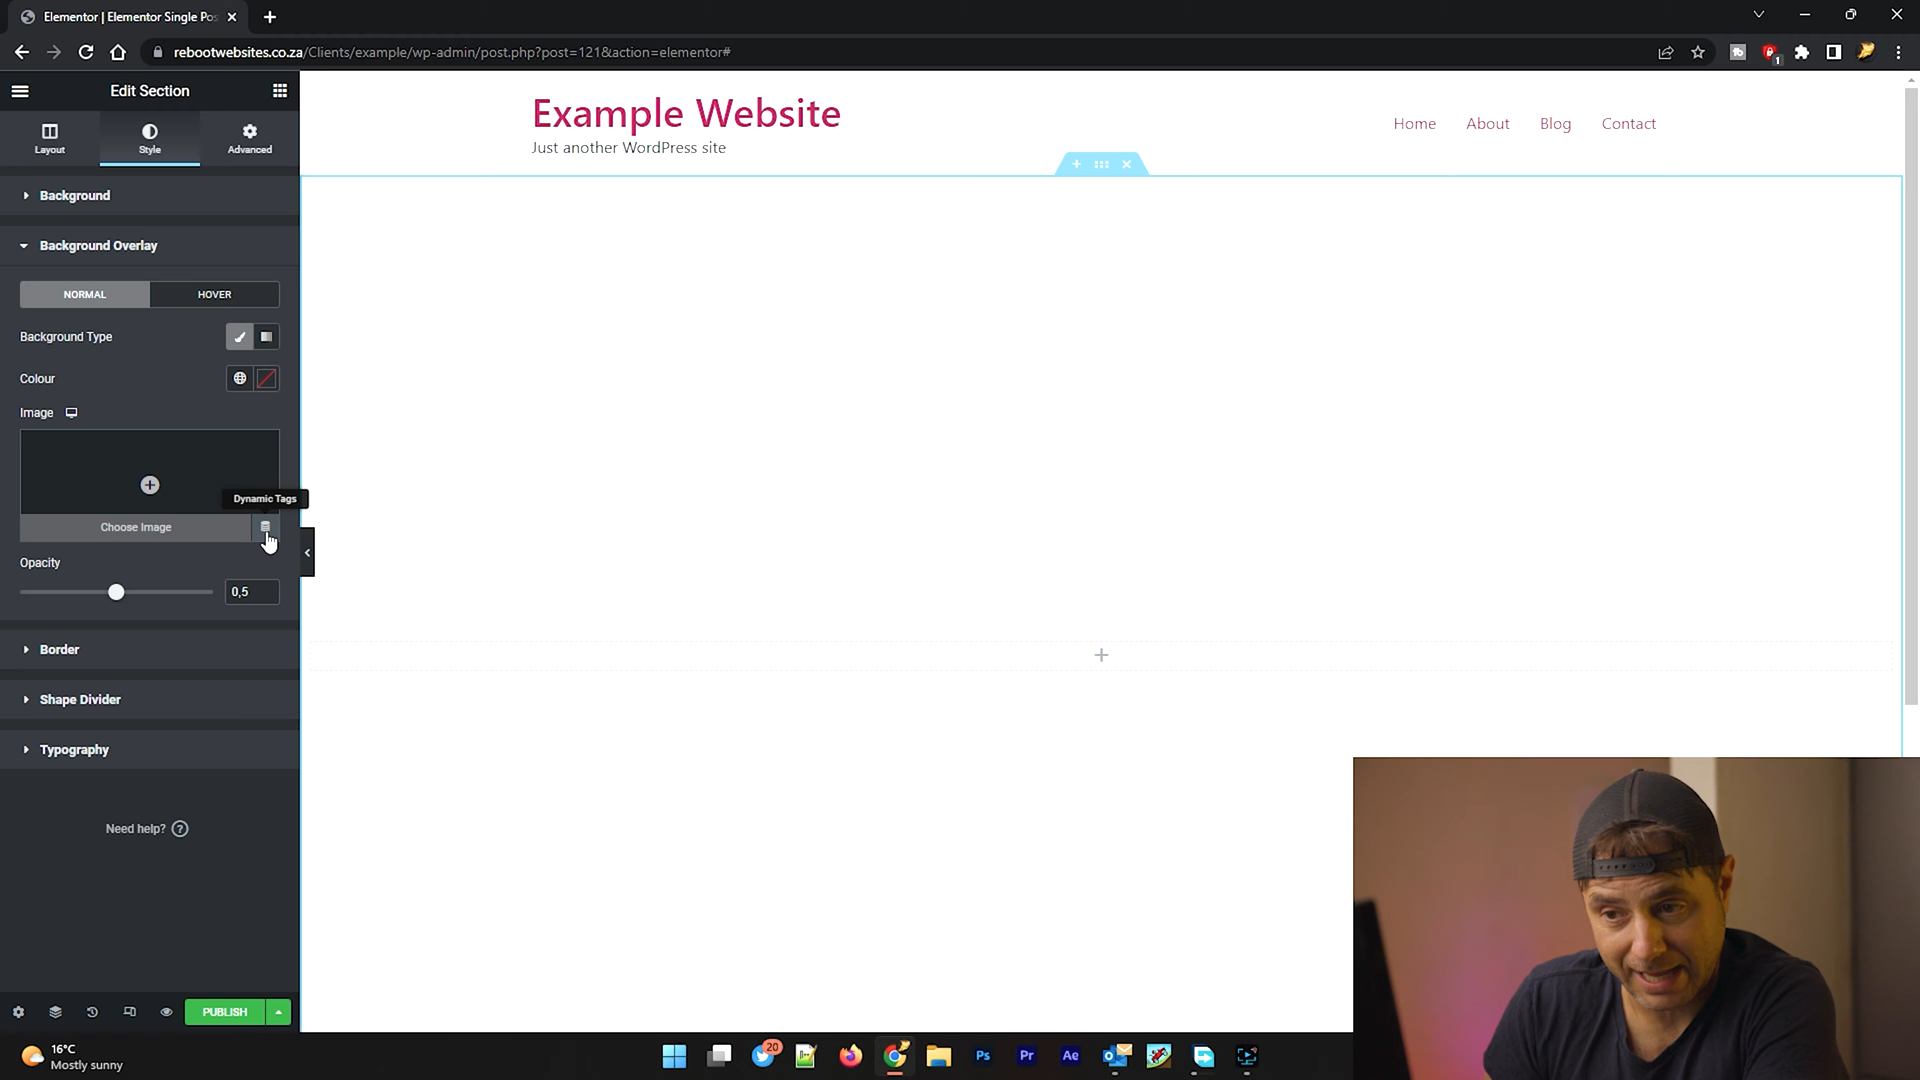 Elementor | Elementor Single Pos
rebootwebsites.co.za/Clients/example/wp-admin/post.php?post=121&action=elementor#
1
Edit Section
Layout
Style
Advanced
Background
Background Overlay
NORMAL
HOVER
Background Type
Colour
Image
Dynamic Tags
Choose Image
Opacity
0,5
Border
Shape Divider
Typography
Need help? ?
PUBLISH
Example Website
Just another WordPress site
Home
About
Blog
Contact
16°C
Mostly sunny
20
Ps
Pr
Ae